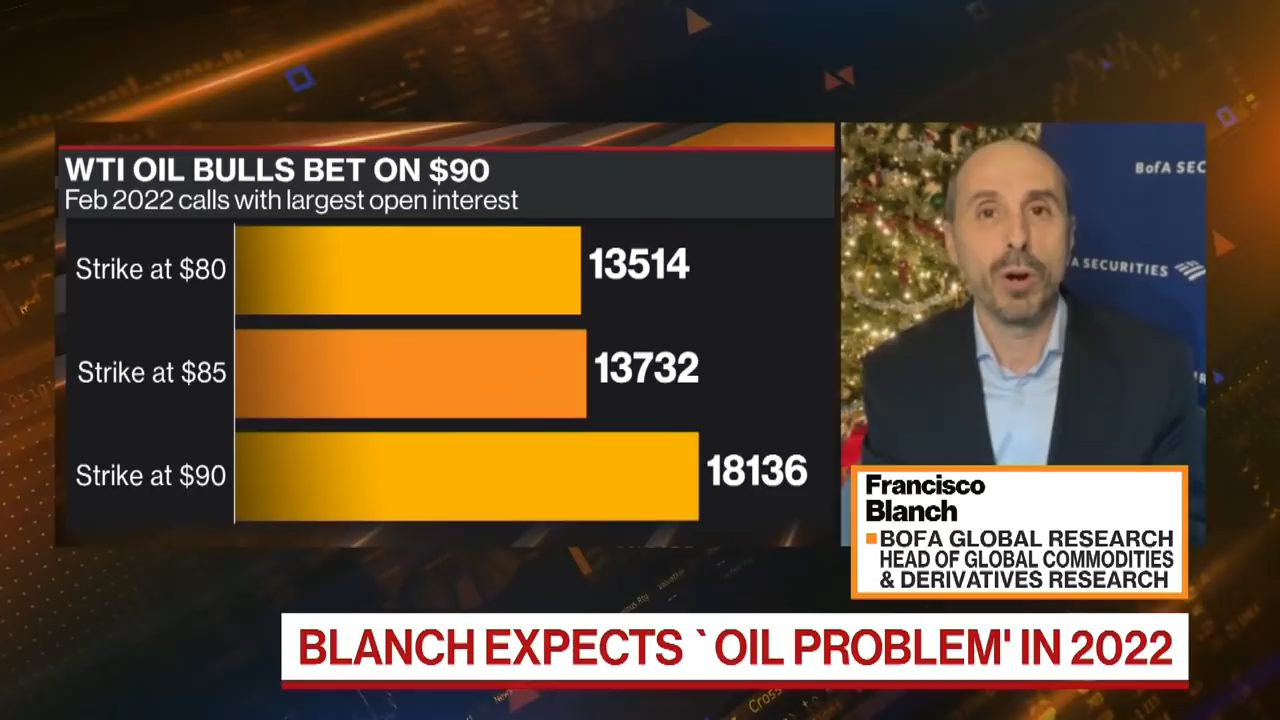 WTI OIL BULLS BET ON $90
Feb 2022 calls with largest open interest
Strike at $80
13514
Strike at $85
13732
Strike at $90
18136
BofA SEC
A SECURITIES
Francisco
Blanch
BOFA GLOBAL RESEARCH
HEAD OF GLOBAL COMMODITIES
& DERIVATIVES RESEARCH
BLANCH EXPECTS `OIL PROBLEM' IN 2022
Cross